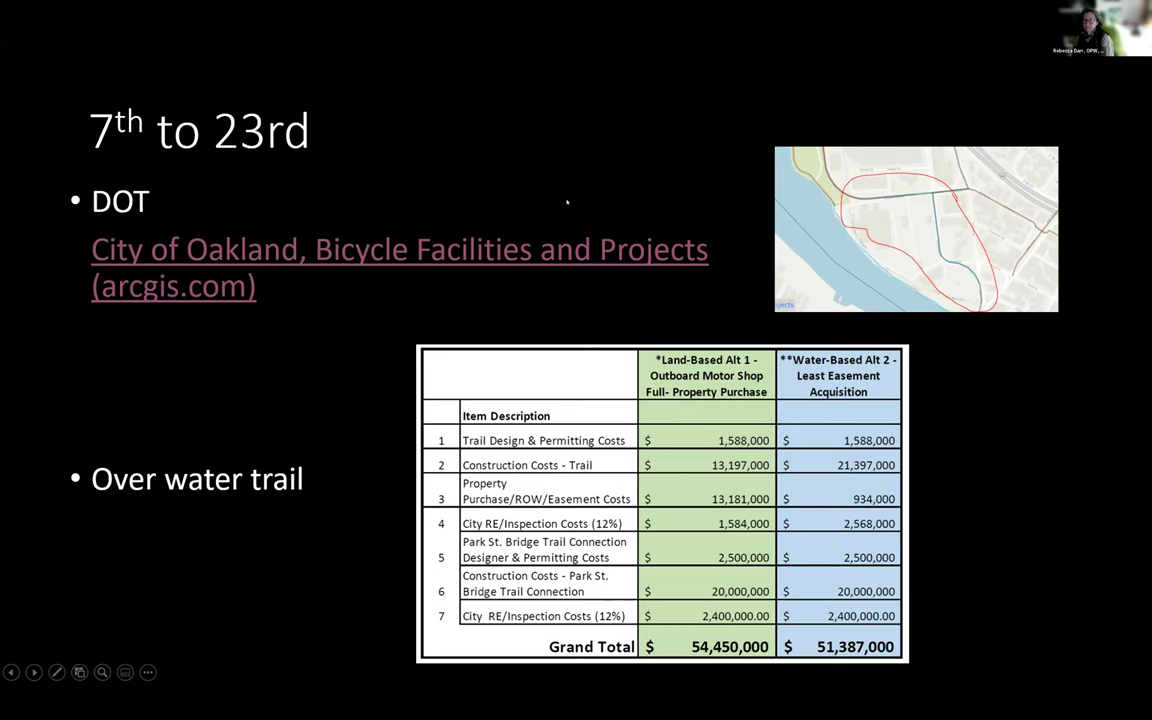 Rebecca Darr, OPW, ...
7th to 23rd
• DOT
City of Oakland, Bicycle Facilities and Projects
(arcgis.com)
ojects
*Land-Based Alt 1 -
Outboard Motor Shop
Full- Property Purchase
**Water-Based Alt 2 -
Least Easement
Acquisition
Item Description
1 Trail Design & Permitting Costs $ 1,588,000 $ 1,588,000
2 Construction Costs - Trail $ 13,197,000 $ 21,397,000
Property
3 Purchase/ROW/Easement Costs $ 13,181,000 $ 934,000
4 City RE/Inspection Costs (12%) $ 1,584,000 $ 2,568,000
Park St. Bridge Trail Connection
5 Designer & Permitting Costs $ 2,500,000 $ 2,500,000
Construction Costs - Park St.
6 Bridge Trail Connection $ 20,000,000 $ 20,000,000
7 City RE/Inspection Costs (12%) $ 2,400,000.00 $ 2,400,000.00
Grand Total $ 54,450,000 $ 51,387,000
• Over water trail